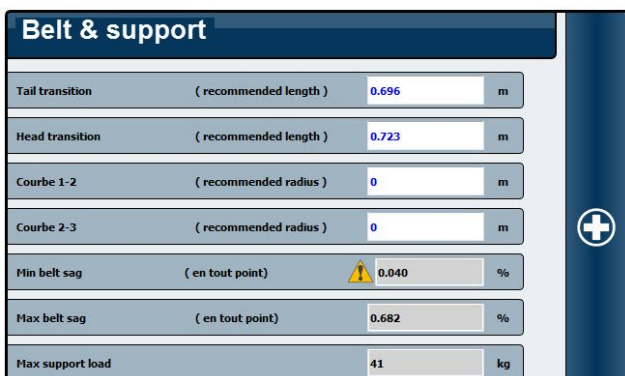 Belt & support
Tail transition ( recommended length ) 0.696 m
Head transition ( recommended length ) 0.723 m
Courbe 1-2 ( recommended radius ) 0 m
Courbe 2-3 ( recommended radius ) 0 m
Min belt sag ( en tout point) 0.040 %
Max belt sag ( en tout point) 0.682 %
Max support load 41 kg